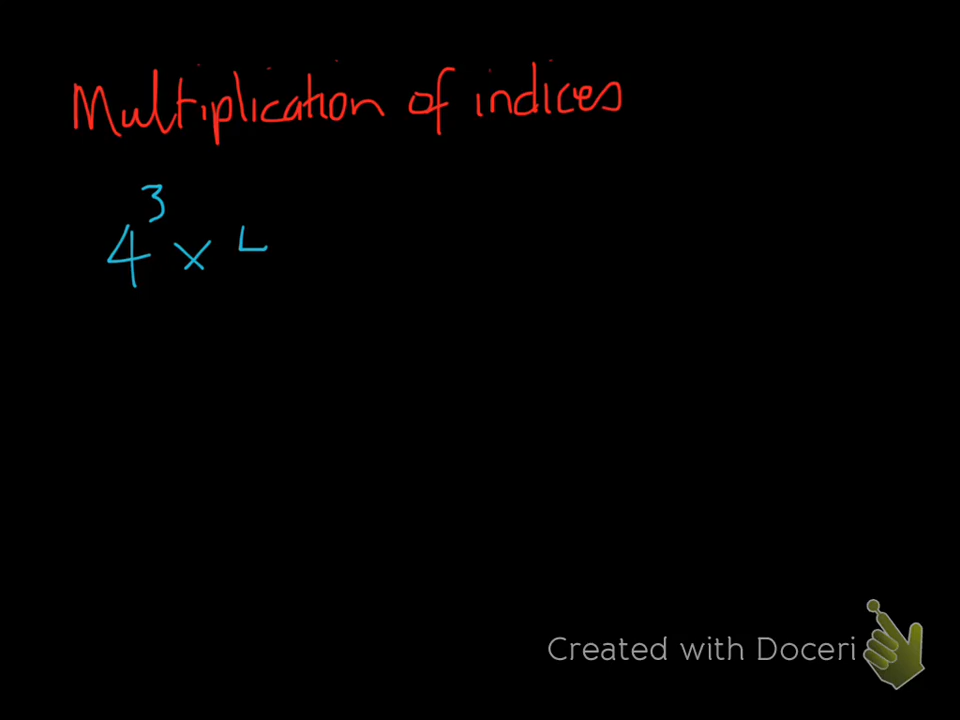 Multiplication of indices
4³ ×
Created with Doceri